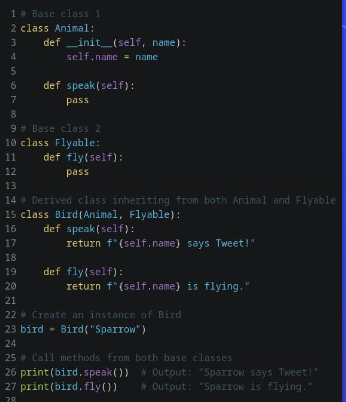 1 # Base class 1
2 class Animal:
3     def __init__(self, name):
4         self.name = name
5
6     def speak(self):
7         pass
8
9 # Base class 2
10 class Flyable:
11     def fly(self):
12         pass
13
14 # Derived class inheriting from both Animal and Flyable
15 class Bird(Animal, Flyable):
16     def speak(self):
17         return f"{self.name} says Tweet!"
18
19     def fly(self):
20         return f"{self.name} is flying."
21
22 # Create an instance of Bird
23 bird = Bird("Sparrow")
24
25 # Call methods from both base classes
26 print(bird.speak())  # Output: "Sparrow says Tweet!"
27 print(bird.fly())    # Output: "Sparrow is flying."
28